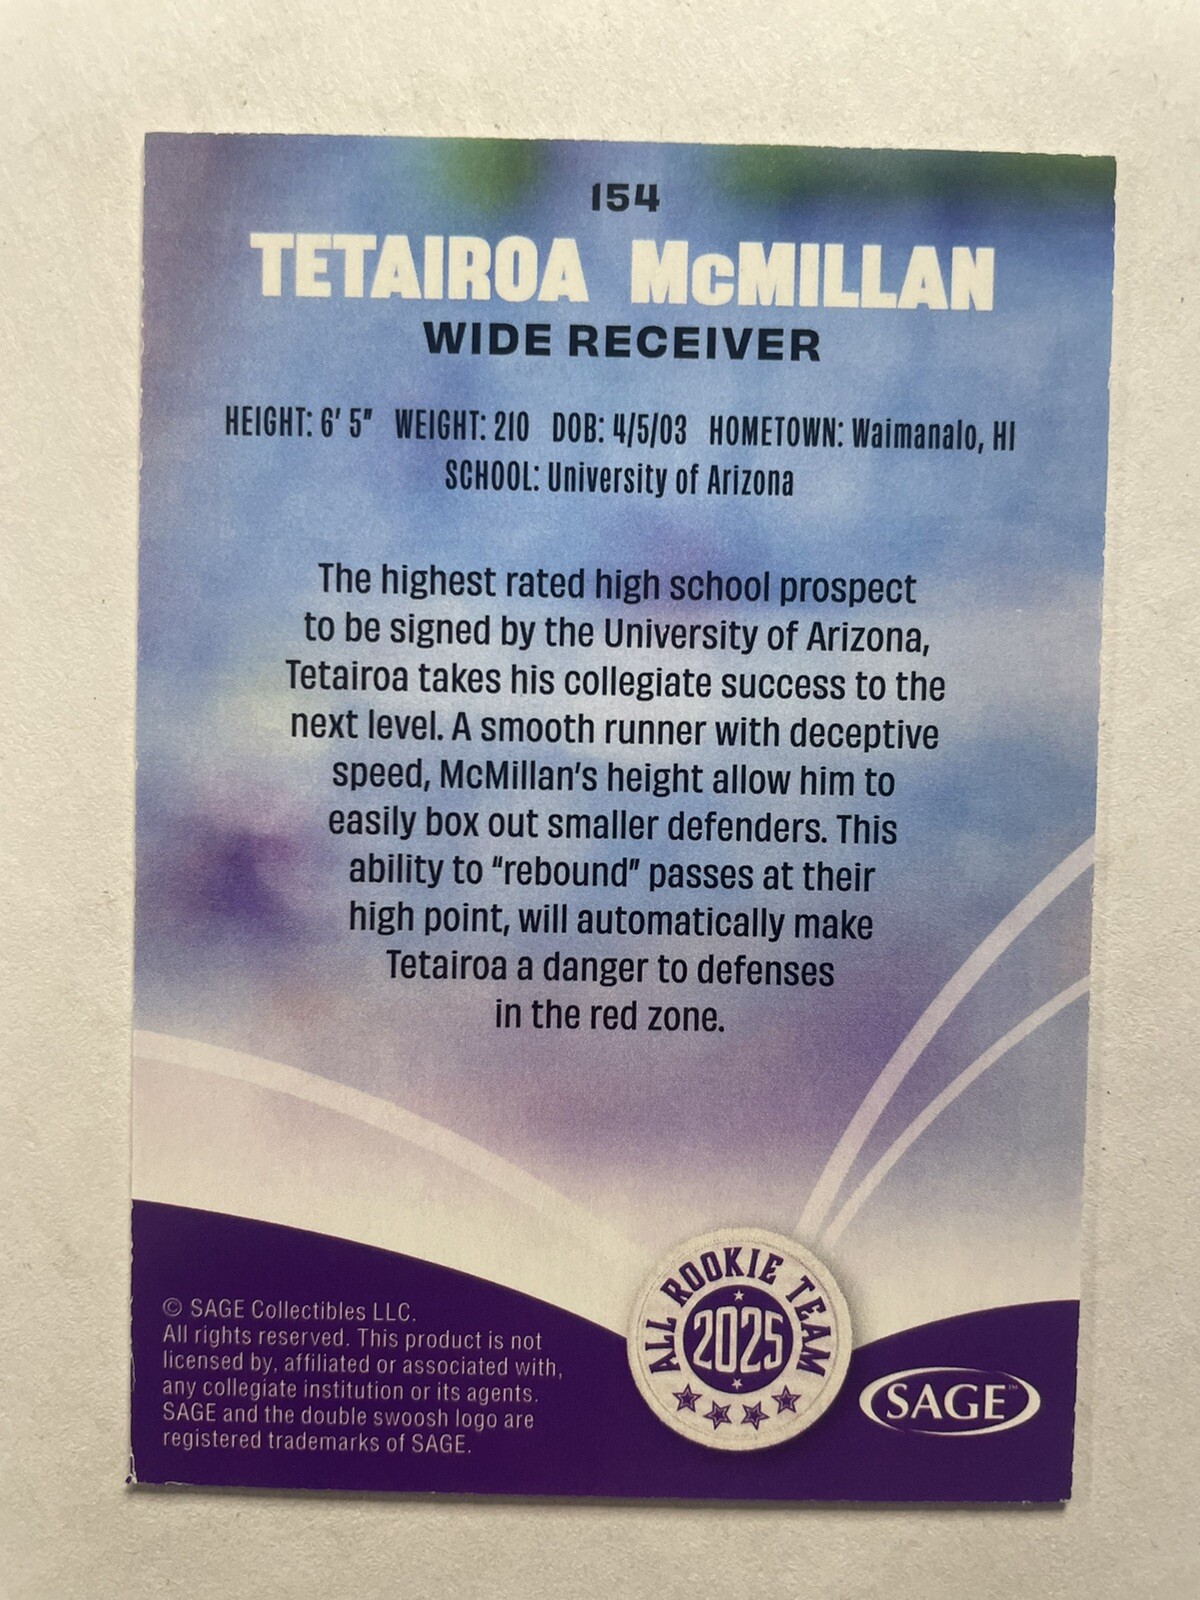 154
TETAIROA McMILLAN
WIDE RECEIVER
HEIGHT: 6' 5" WEIGHT: 210 DOB: 4/5/03 HOMETOWN: Waimanalo, HI
SCHOOL: University of Arizona
The highest rated high school prospect
to be signed by the University of Arizona,
Tetairoa takes his collegiate success to the
next level. A smooth runner with deceptive
speed, McMillan's height allow him to
easily box out smaller defenders. This
ability to "rebound" passes at their
high point, will automatically make
Tetairoa a danger to defenses
in the red zone.
© SAGE Collectibles LLC.
All rights reserved. This product is not
licensed by, affiliated or associated with,
any collegiate institution or its agents.
SAGE and the double swoosh logo are
registered trademarks of SAGE.
ALL ROOKIE TEAM
2025
SAGE™